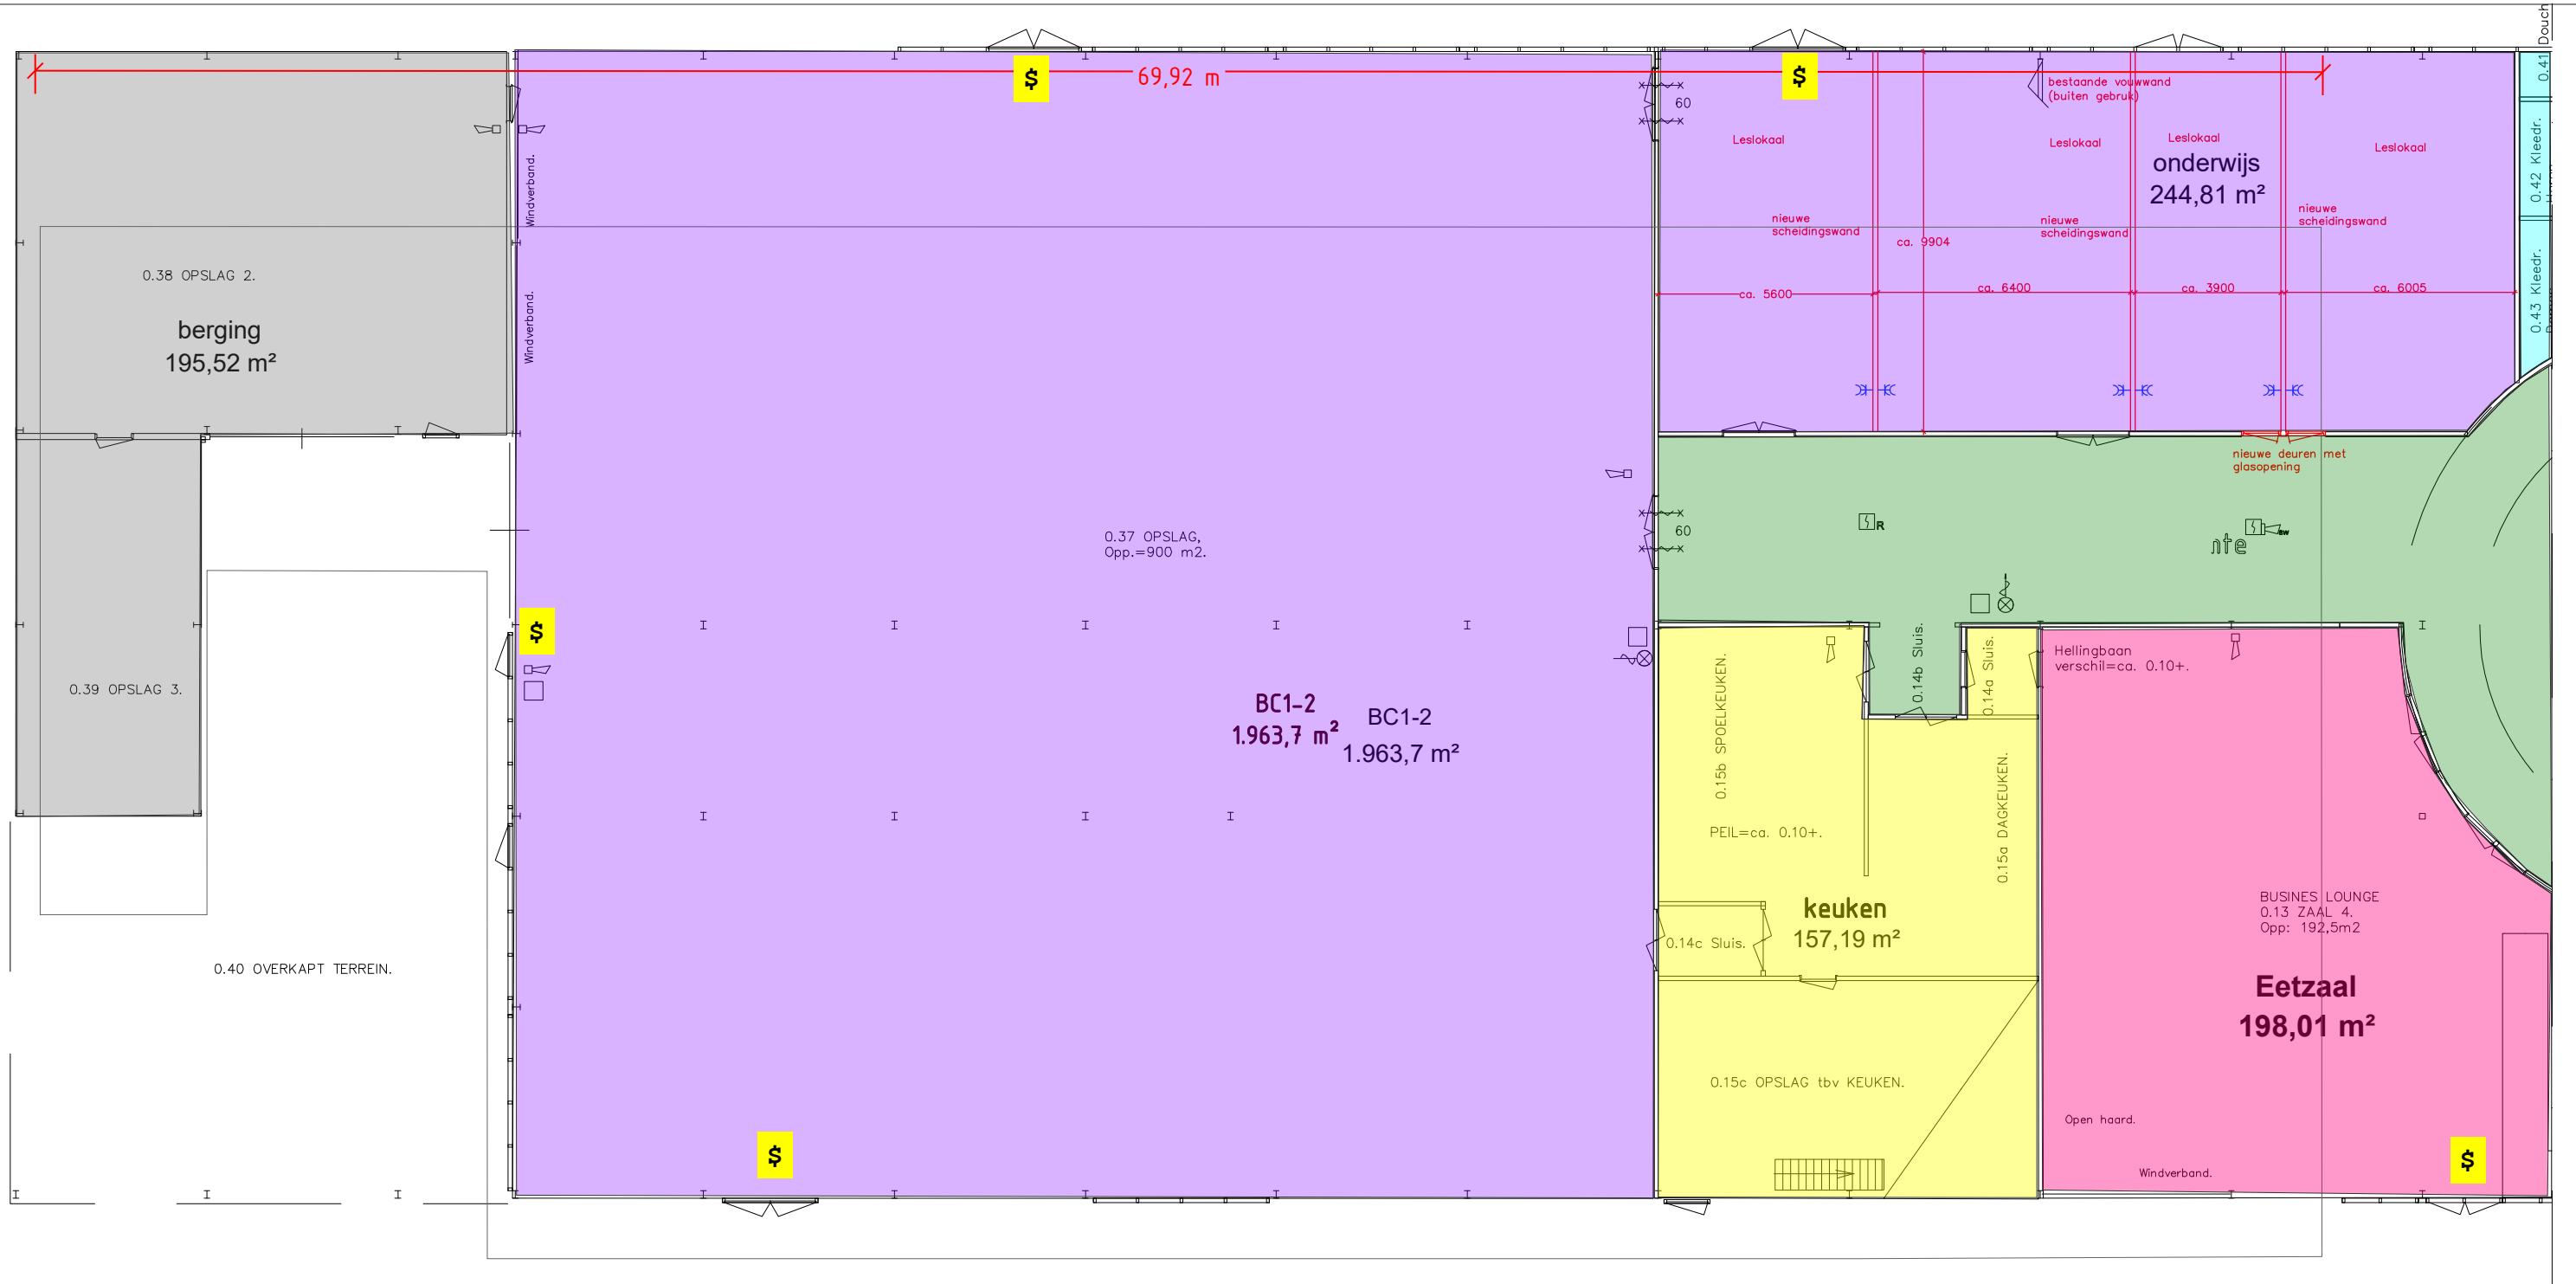 0.41 Douch
$
69,92 m
$
bestaande vouwwand
(buiten gebruk)
60
Leslokaal
Leslokaal
Leslokaal
Leslokaal
onderwijs
244,81 m²
0.42 Kleedr.
Windverband.
nieuwe
scheidingswand
nieuwe
scheidingswand
nieuwe
scheidingswand
ca. 9904
0.38 OPSLAG 2.
berging
195,52 m²
Windverband.
ca. 5600
ca. 6400
ca. 3900
ca. 6005
0.43 Kleedr.
nieuwe deuren met
glasopening
60
R
nte
0.37 OPSLAG,
Opp.=900 m2.
$
0.39 OPSLAG 3.
BC1-2
1.963,7 m²
BC1-2
1.963,7 m²
0.15b SPOELKEUKEN.
0.14b Sluis.
0.14a Sluis.
Hellingbaan
verschil=ca. 0.10+.
0.15a DAGKEUKEN.
PEIL=ca. 0.10+.
keuken
157,19 m²
0.14c Sluis.
BUSINES LOUNGE
0.13 ZAAL 4.
Opp: 192,5m2
Eetzaal
198,01 m²
0.40 OVERKAPT TERREIN.
0.15c OPSLAG tbv KEUKEN.
Open haard.
Windverband.
$
$